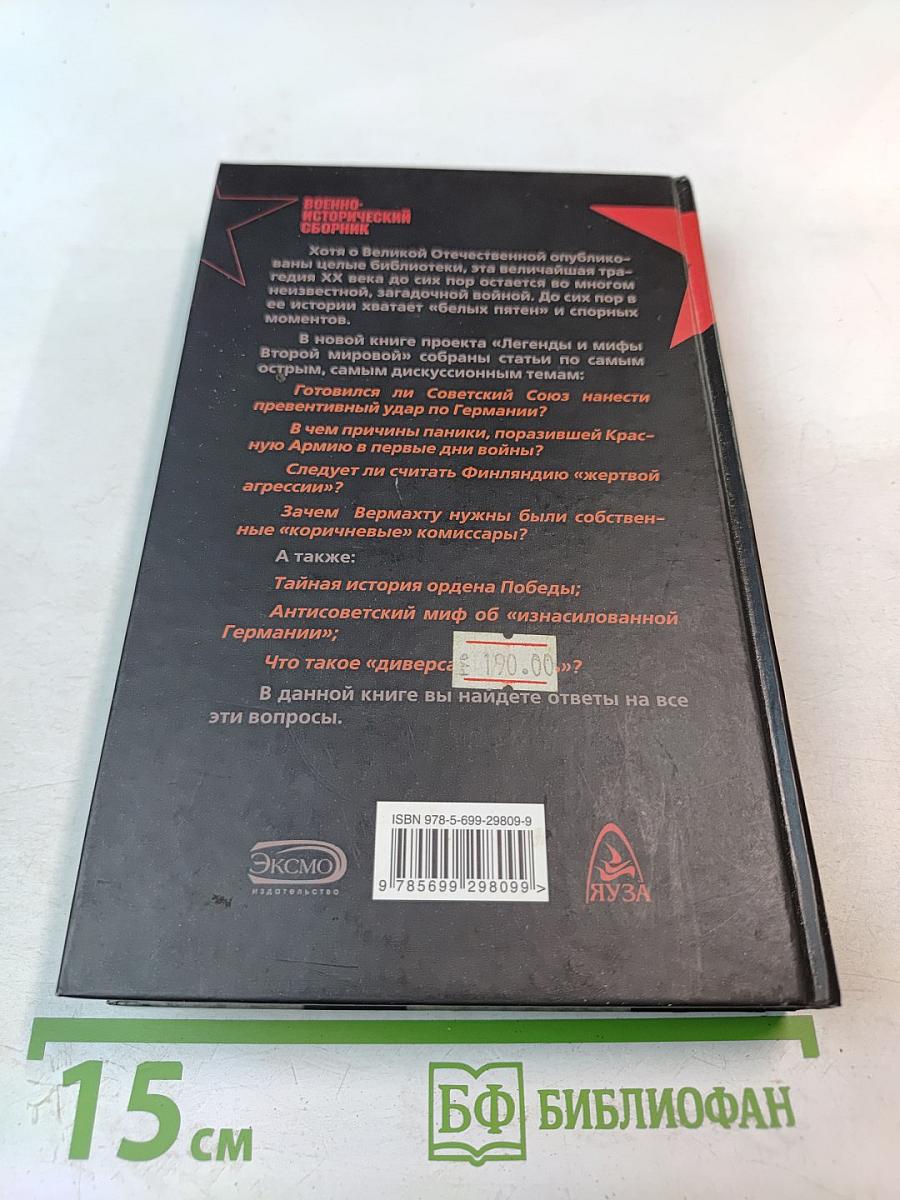 ВОЕННО-
ИСТОРИЧЕСКИЙ
СБОРНИК
Хотя о Великой Отечественной опублико-
ваны целые библиотеки, эта величайшая тра-
гедия XX века до сих пор остается во многом
неизвестной, загадочной войной. До сих пор в
ее истории хватает «белых пятен» и спорных
моментов.
В новой книге проекта «Легенды и мифы
Второй мировой» собраны статьи по самым
острым, самым дискуссионным темам:
Готовился ли Советский Союз нанести
превентивный удар по Германии?
В чем причины паники, поразившей Крас-
ную Армию в первые дни войны?
Следует ли считать Финляндию «жертвой
агрессии»?
Зачем Вермахту нужны были собствен-
ные «коричневые» комиссары?
А также:
Тайная история ордена Победы;
Антисоветский миф об «изнасилованной
Германии»;
Что такое «диверса »?
190.00
В данной книге вы найдете ответы на все
эти вопросы.
ISBN 978-5-699-29809-9
9 785699 298099 >
ЭКСМО
издательство
ЯУЗА
15 см
БФ БИБЛИОФАН